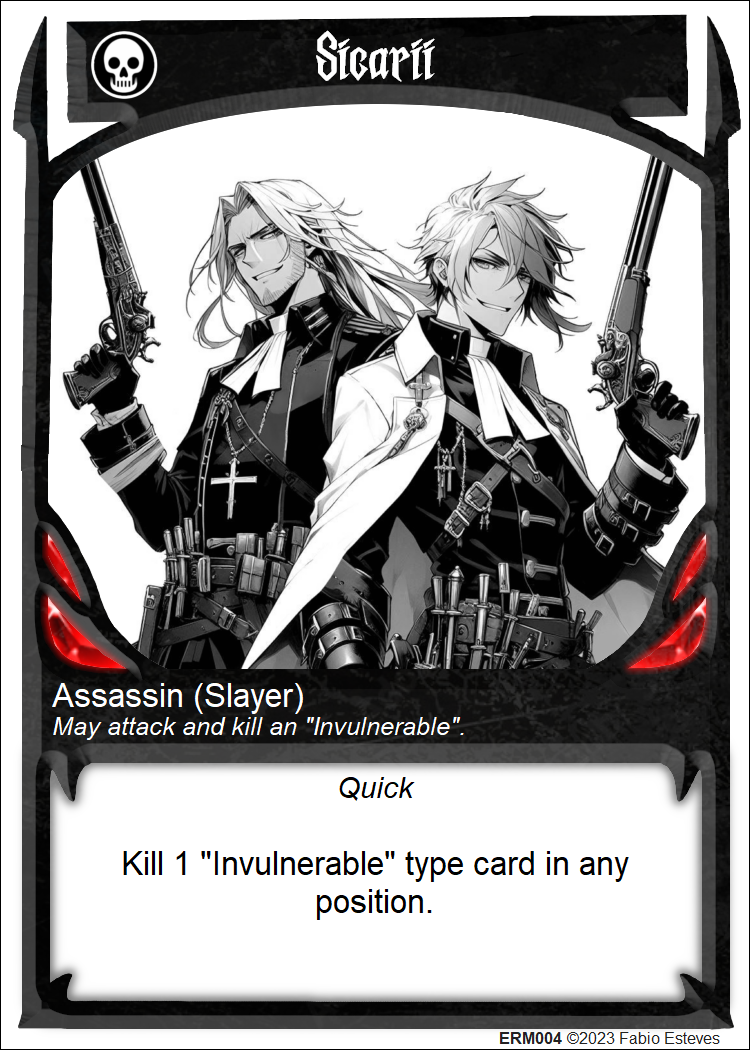 Sicarii
Assassin (Slayer)
May attack and kill an "Invulnerable".
Quick
Kill 1 "Invulnerable" type card in any
position.
ERM004 ©2023 Fabio Esteves